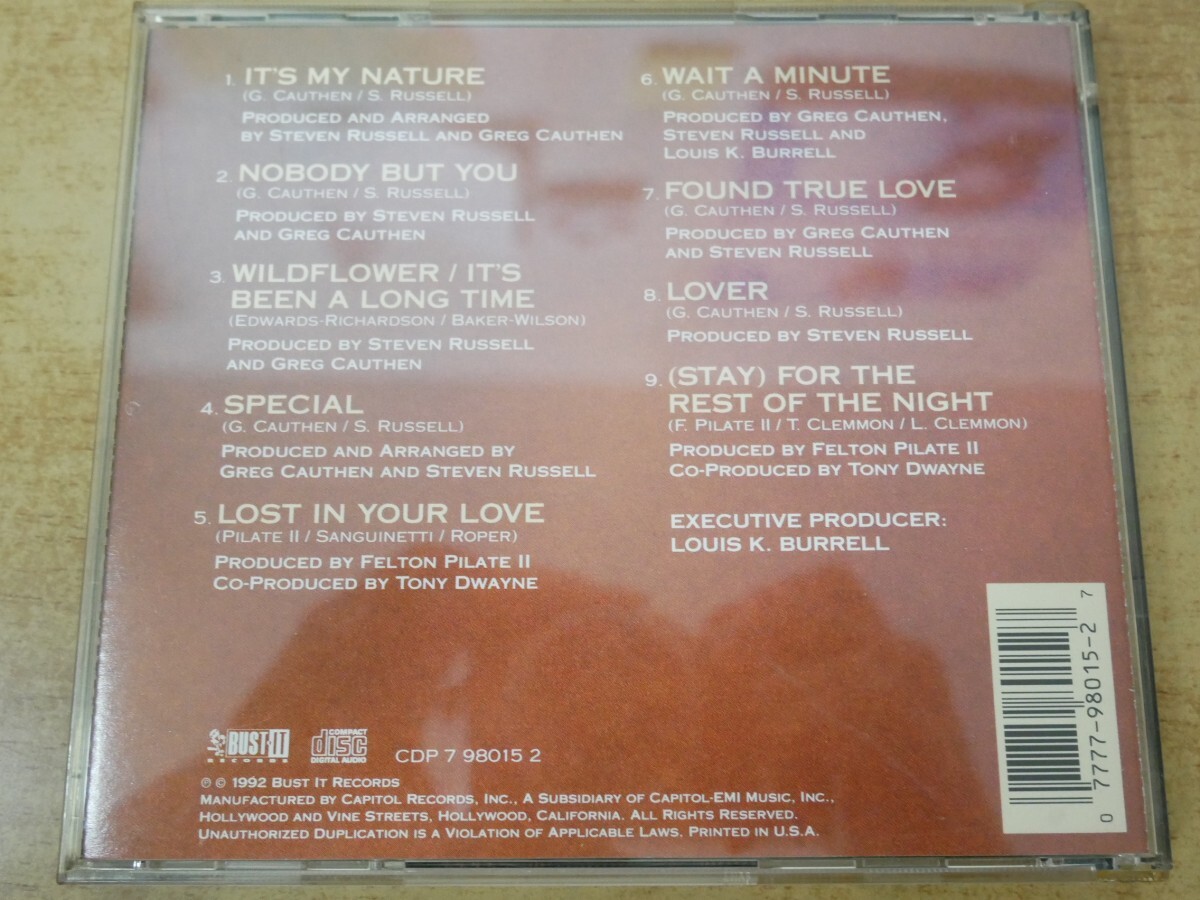 1. IT'S MY NATURE
(G. CAUTHEN / S. RUSSELL)
PRODUCED AND ARRANGED
BY STEVEN RUSSELL AND GREG CAUTHEN
2. NOBODY BUT YOU
(G. CAUTHEN / S. RUSSELL)
PRODUCED BY STEVEN RUSSELL
AND GREG CAUTHEN
3. WILDFLOWER / IT'S
BEEN A LONG TIME
(EDWARDS-RICHARDSON / BAKER-WILSON)
PRODUCED BY STEVEN RUSSELL
AND GREG CAUTHEN
4. SPECIAL
(G. CAUTHEN / S. RUSSELL)
PRODUCED AND ARRANGED BY
GREG CAUTHEN AND STEVEN RUSSELL
5. LOST IN YOUR LOVE
(PILATE II / SANGUINETTI / ROPER)
PRODUCED BY FELTON PILATE II
CO-PRODUCED BY TONY DWAYNE
6. WAIT A MINUTE
(G. CAUTHEN / S. RUSSELL)
PRODUCED BY GREG CAUTHEN,
STEVEN RUSSELL AND
LOUIS K. BURRELL
7. FOUND TRUE LOVE
(G. CAUTHEN / S. RUSSELL)
PRODUCED BY GREG CAUTHEN
AND STEVEN RUSSELL
8. LOVER
(G. CAUTHEN / S. RUSSELL)
PRODUCED BY STEVEN RUSSELL
9. (STAY) FOR THE
REST OF THE NIGHT
(F. PILATE II / T. CLEMMON / L. CLEMMON)
PRODUCED BY FELTON PILATE II
CO-PRODUCED BY TONY DWAYNE
EXECUTIVE PRODUCER:
LOUIS K. BURRELL
0 7777-98015-2 7
BUST IT
RECORDS
COMPACT
disc
DIGITAL AUDIO
CDP 7 98015 2
℗ © 1992 BUST IT RECORDS
MANUFACTURED BY CAPITOL RECORDS, INC., A SUBSIDIARY OF CAPITOL-EMI MUSIC, INC.,
HOLLYWOOD AND VINE STREETS, HOLLYWOOD, CALIFORNIA. ALL RIGHTS RESERVED.
UNAUTHORIZED DUPLICATION IS A VIOLATION OF APPLICABLE LAWS. PRINTED IN U.S.A.